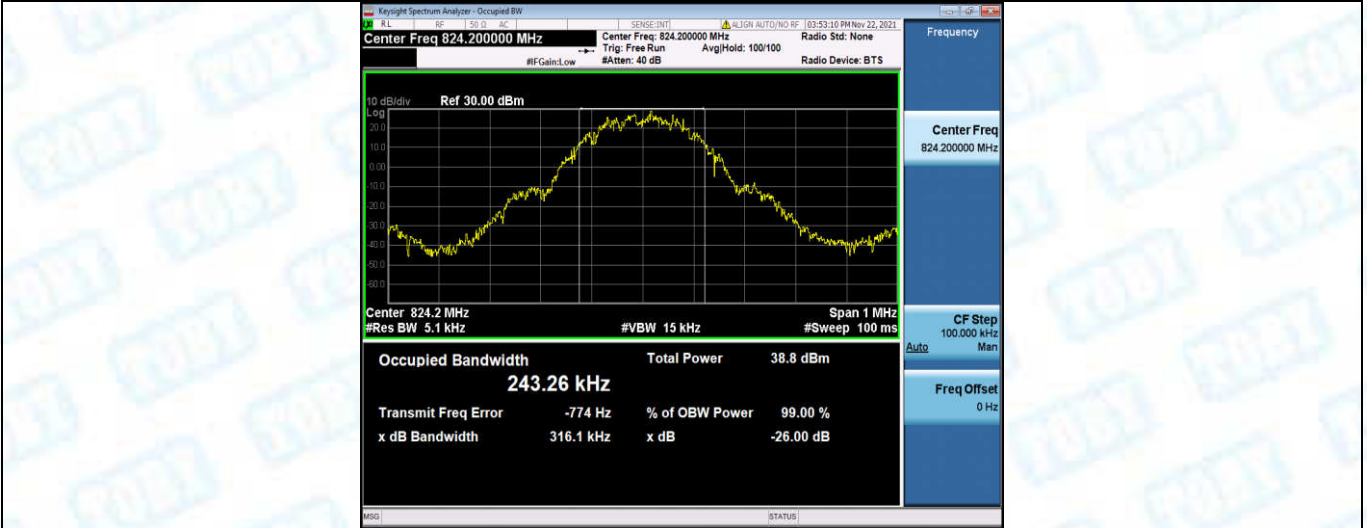 Keysight Spectrum Analyzer - Occupied BW
RL RF 50 Ω AC SENSE:INT ALIGN AUTO/NO RF 03:53:10 PM Nov 22, 2021
Center Freq 824.200000 MHz
Center Freq: 824.200000 MHz
Radio Std: None
Trig: Free Run Avg|Hold: 100/100
#IFGain:Low #Atten: 40 dB Radio Device: BTS
10 dB/div Ref 30.00 dBm
Log
20.0
10.0
0.00
-10.0
-20.0
-30.0
-40.0
-50.0
-60.0
Center 824.2 MHz Span 1 MHz
#Res BW 5.1 kHz #VBW 15 kHz #Sweep 100 ms
Occupied Bandwidth Total Power 38.8 dBm
243.26 kHz
Transmit Freq Error -774 Hz % of OBW Power 99.00 %
x dB Bandwidth 316.1 kHz x dB -26.00 dB
MSG STATUS
Frequency
Center Freq
824.200000 MHz
CF Step
100.000 kHz
Auto Man
Freq Offset
0 Hz